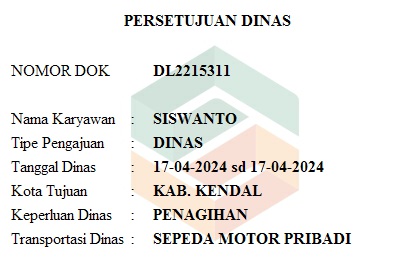 PERSETUJUAN DINAS
NOMOR DOK DL2215311
Nama Karyawan : SISWANTO
Tipe Pengajuan : DINAS
Tanggal Dinas : 17-04-2024 sd 17-04-2024
Kota Tujuan : KAB. KENDAL
Keperluan Dinas : PENAGIHAN
Transportasi Dinas : SEPEDA MOTOR PRIBADI